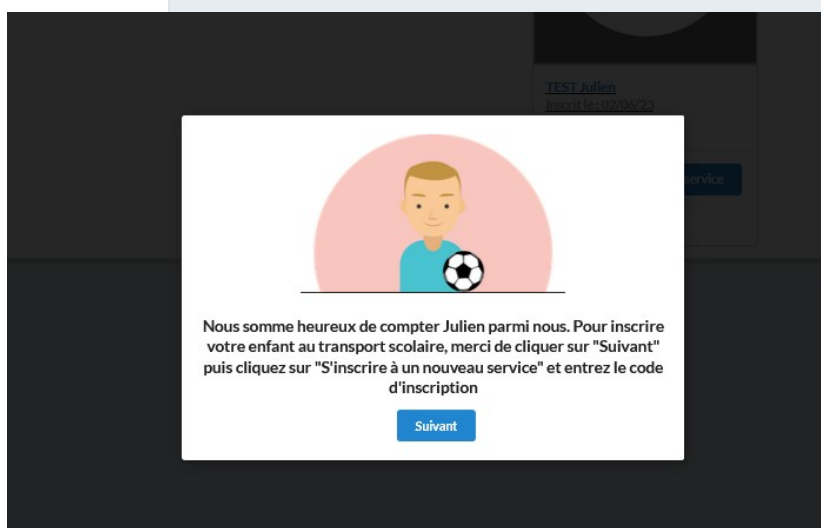 TEST Julien
Inscrit le : 02/06/23
service
Nous somme heureux de compter Julien parmi nous. Pour inscrire
votre enfant au transport scolaire, merci de cliquer sur "Suivant"
puis cliquez sur "S'inscrire à un nouveau service" et entrez le code
d'inscription
Suivant